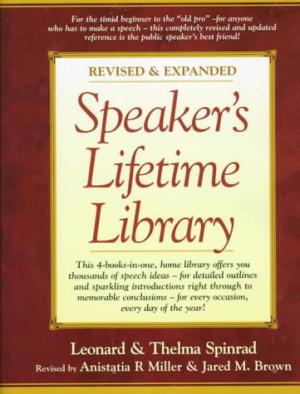 For the timid beginner to the "old pro" –for anyone
who has to make a speech – this completely revised and updated
reference is the public speaker's best friend!
REVISED & EXPANDED
Speaker's
Lifetime
Library
This 4-books-in-one, home library offers you
thousands of speech ideas – for detailed outlines
and sparkling introductions right through to
memorable conclusions – for every occasion,
every day of the year!
Leonard & Thelma Spinrad
Revised by Anistatia R Miller & Jared M. Brown